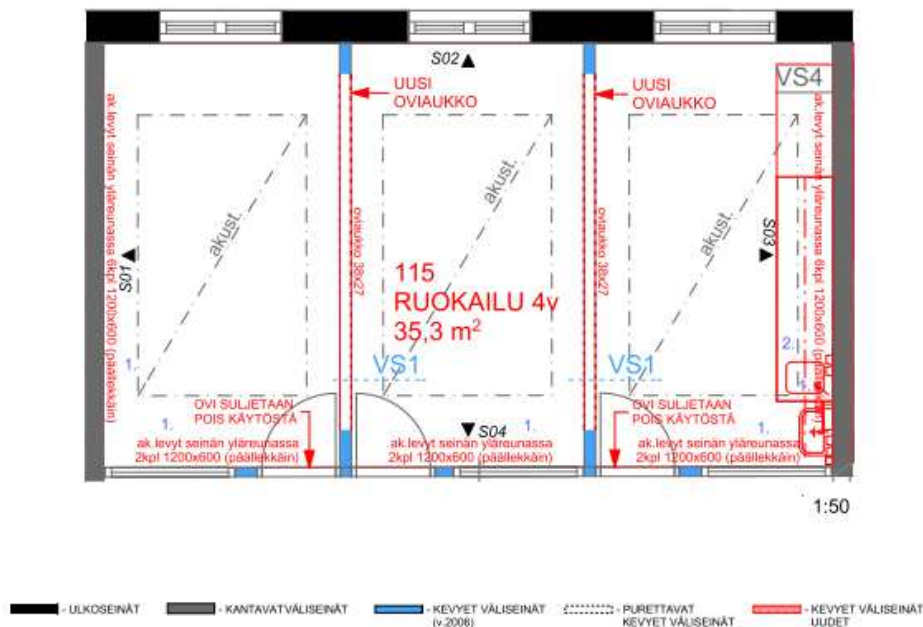 S02
UUSI
OVIAUKKO
UUSI
OVIAUKKO
VS4
ak.levyt seinän yläreunassa 6kpl 1200x600 (päällekkäin)
akust.
akust.
akust.
ak.levyt seinän yläreunassa 6kpl 1200x600 (päällekkäin)
S01
oviaukko 38x27
oviaukko 38x27
S03
115
RUOKAILU 4v
35,3 m²
1.
VS1
VS1
2.
1.
OVI SULJETAAN
POIS KÄYTÖSTÄ
S04
1.
OVI SULJETAAN
POIS KÄYTÖSTÄ
1.
ak.levyt seinän yläreunassa
2kpl 1200x600 (päällekkäin)
ak.levyt seinän yläreunassa
2kpl 1200x600 (päällekkäin)
ak.levyt seinän yläreunassa
2kpl 1200x600 (päällekkäin)
1:50
- ULKOSEINÄT
- KANTAVAT VÄLISEINÄT
- KEVYET VÄLISEINÄT
(v.2006)
- PURETTAVAT
KEVYET VÄLISEINÄT
- KEVYET VÄLISEINÄT
UUDET